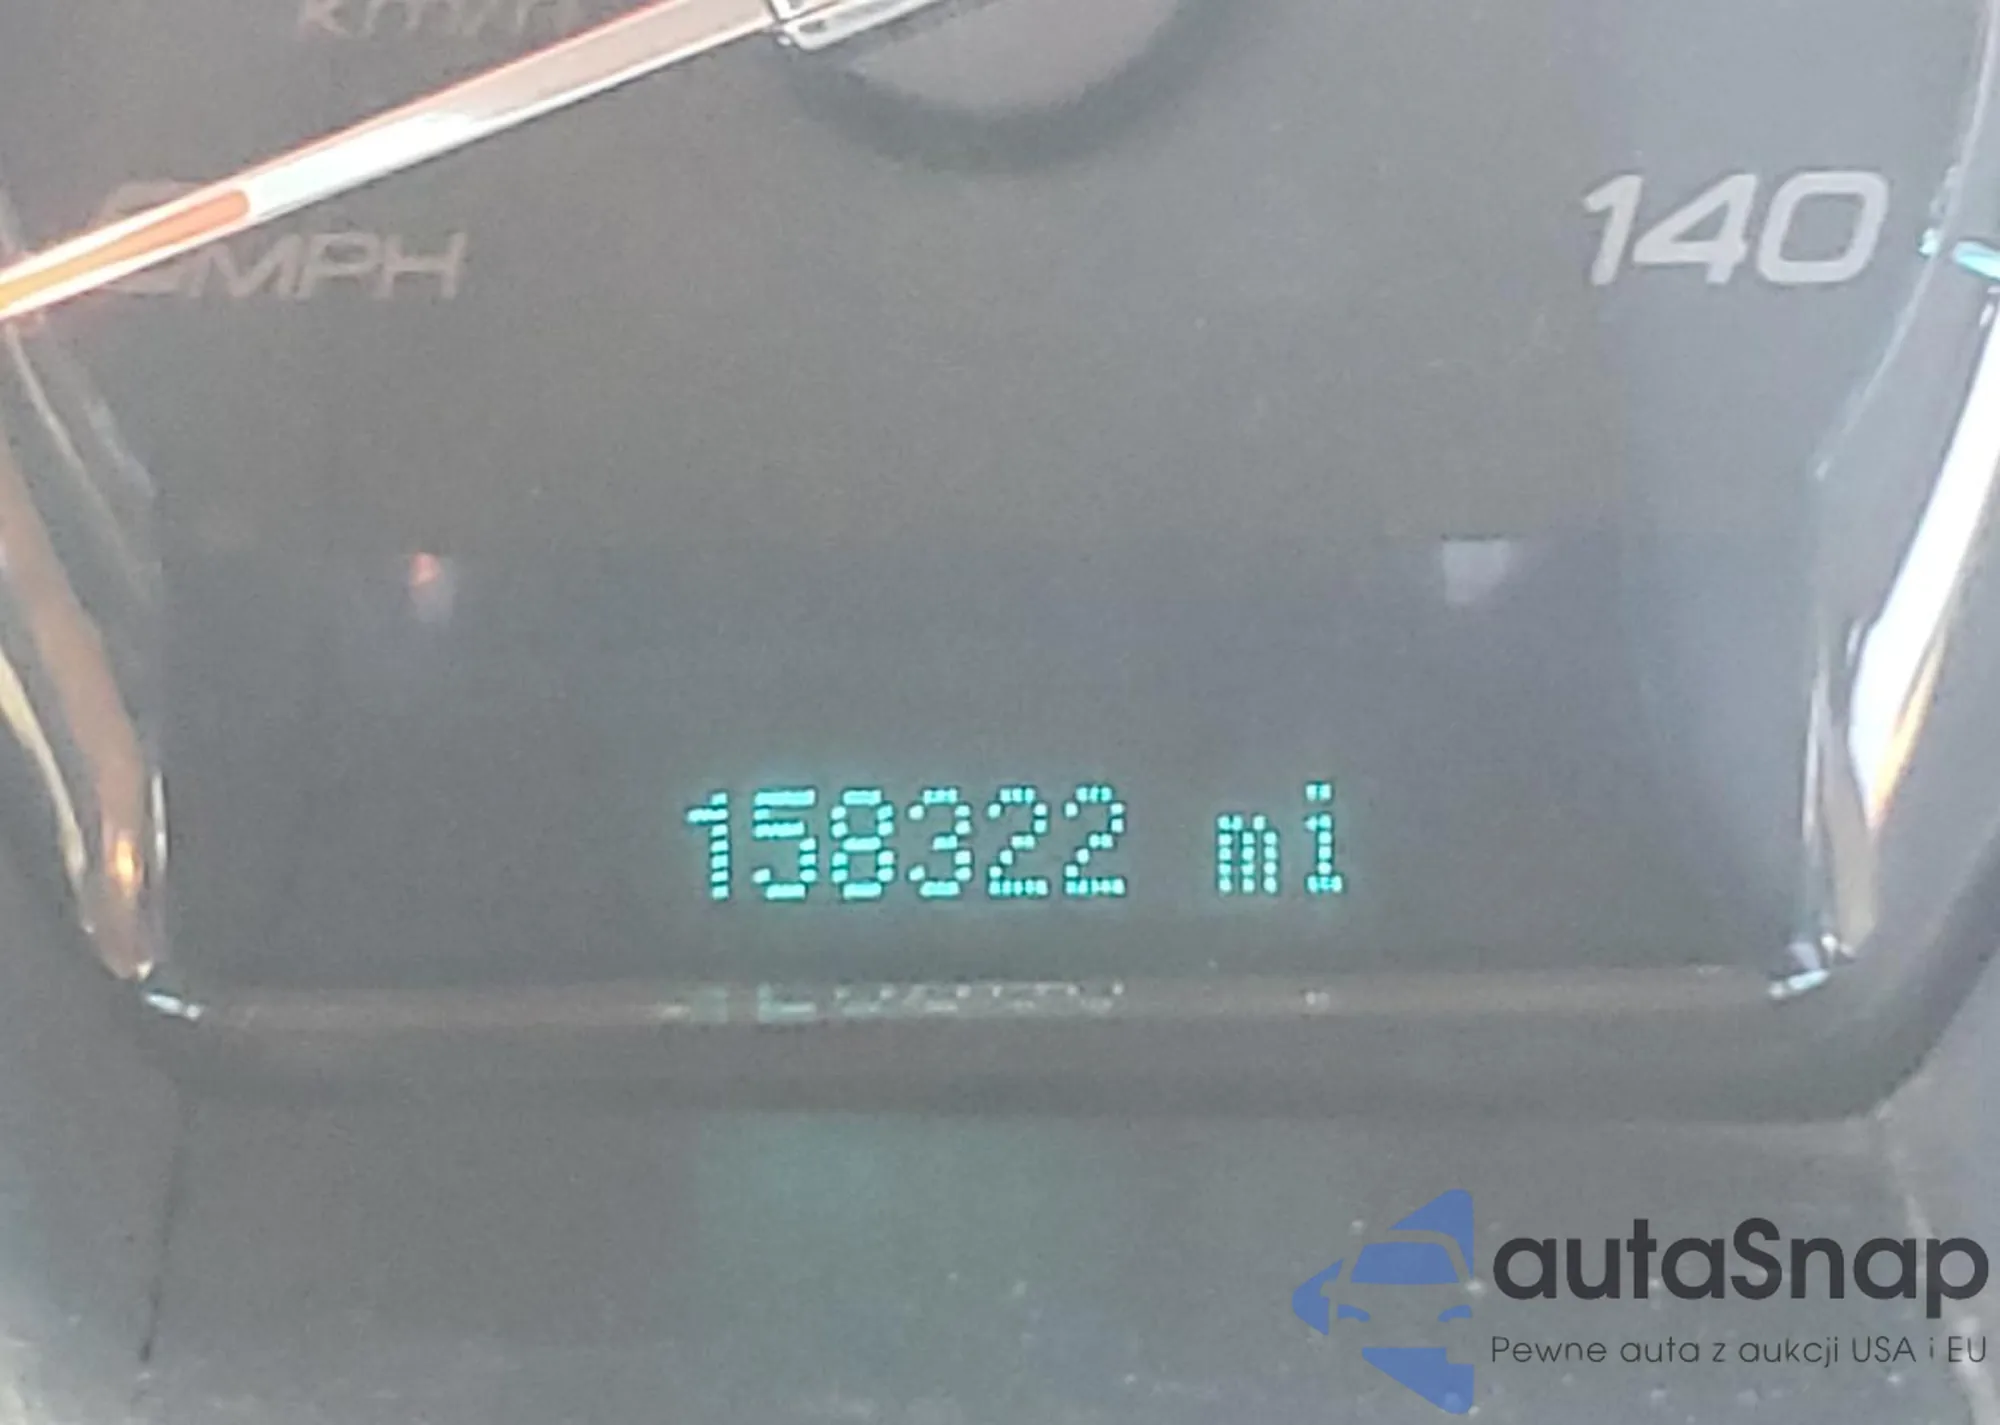 km/h
MPH
140
158322 mi
autaSnap
Pewne auta z aukcji USA i EU